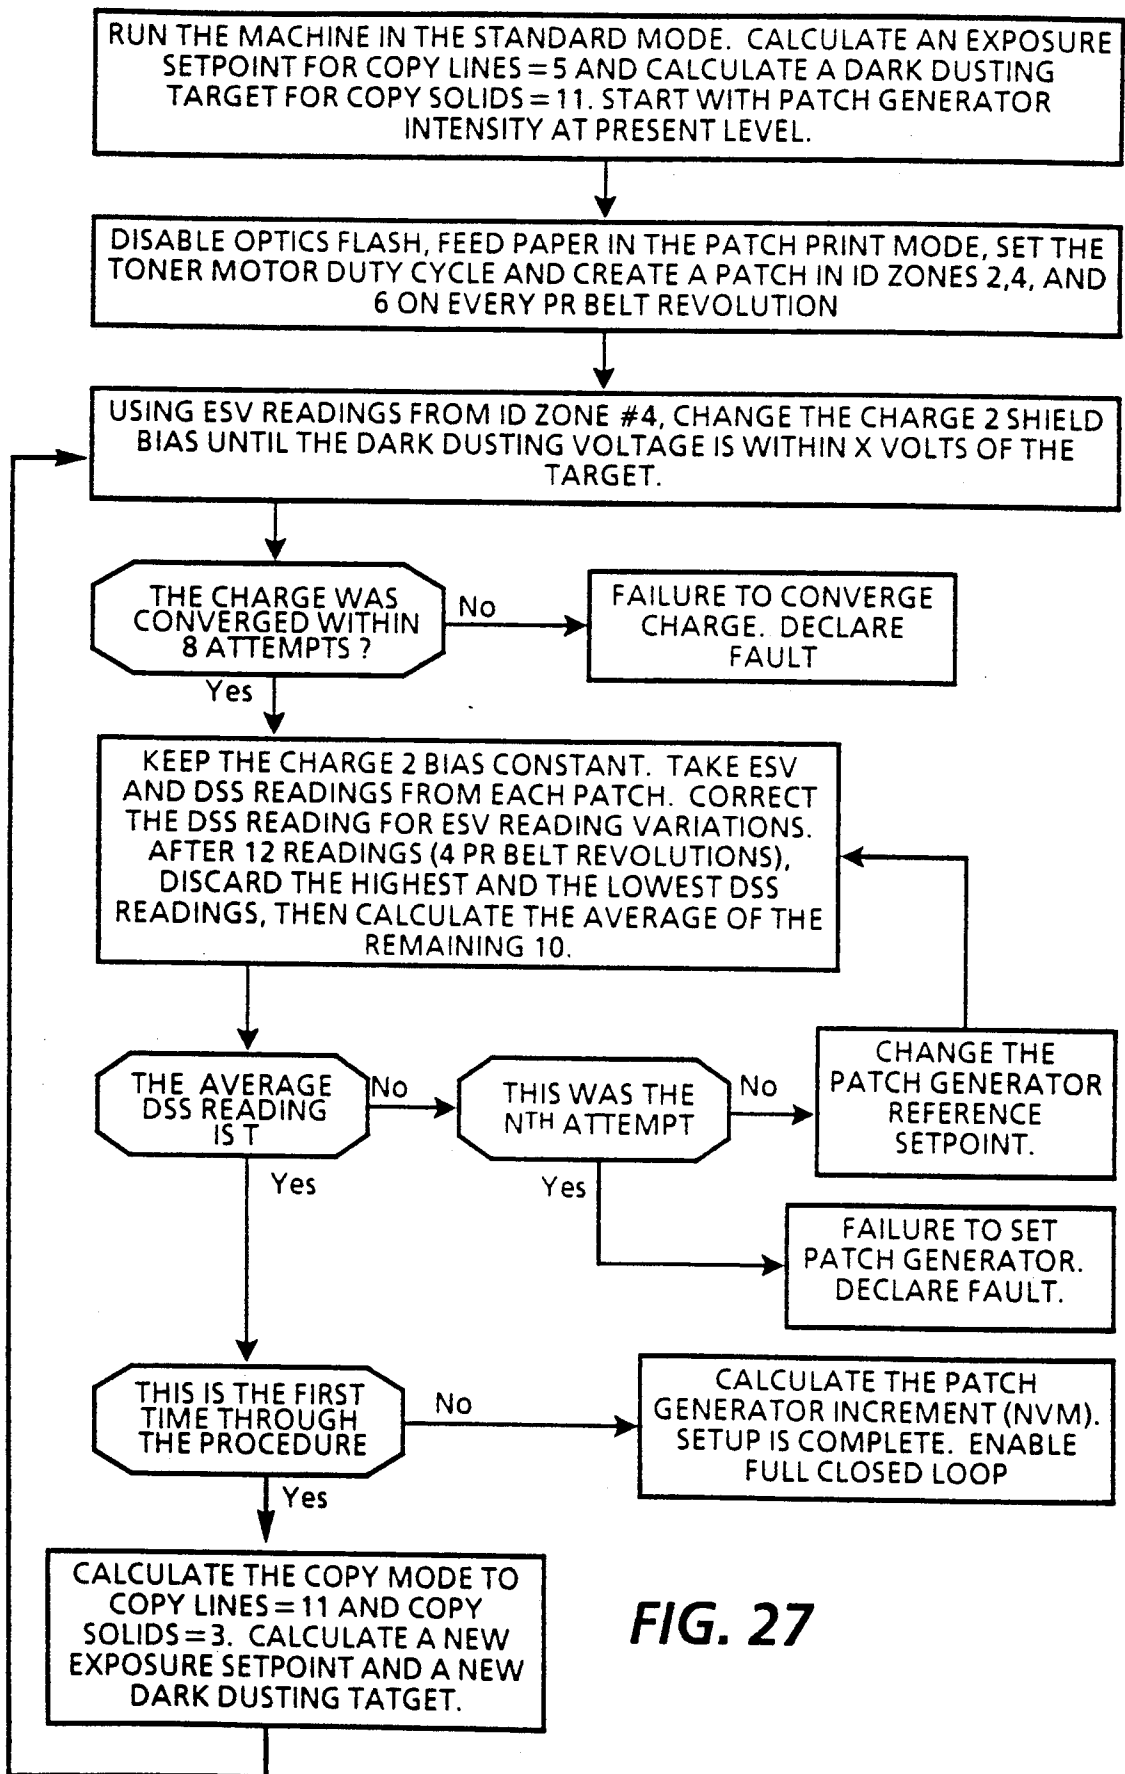 RUN THE MACHINE IN THE STANDARD MODE. CALCULATE AN EXPOSURE
SETPOINT FOR COPY LINES=5 AND CALCULATE A DARK DUSTING
TARGET FOR COPY SOLIDS=11. START WITH PATCH GENERATOR
INTENSITY AT PRESENT LEVEL.
DISABLE OPTICS FLASH, FEED PAPER IN THE PATCH PRINT MODE, SET THE
TONER MOTOR DUTY CYCLE AND CREATE A PATCH IN ID ZONES 2,4, AND
6 ON EVERY PR BELT REVOLUTION
USING ESV READINGS FROM ID ZONE #4, CHANGE THE CHARGE 2 SHIELD
BIAS UNTIL THE DARK DUSTING VOLTAGE IS WITHIN X VOLTS OF THE
TARGET.
THE CHARGE WAS
CONVERGED WITHIN
8 ATTEMPTS ?
No
FAILURE TO CONVERGE
CHARGE. DECLARE
FAULT
Yes
KEEP THE CHARGE 2 BIAS CONSTANT. TAKE ESV
AND DSS READINGS FROM EACH PATCH. CORRECT
THE DSS READING FOR ESV READING VARIATIONS.
AFTER 12 READINGS (4 PR BELT REVOLUTIONS),
DISCARD THE HIGHEST AND THE LOWEST DSS
READINGS, THEN CALCULATE THE AVERAGE OF THE
REMAINING 10.
THE AVERAGE
DSS READING
IS T
No
THIS WAS THE
NTH ATTEMPT
No
CHANGE THE
PATCH GENERATOR
REFERENCE
SETPOINT.
Yes
Yes
FAILURE TO SET
PATCH GENERATOR.
DECLARE FAULT.
THIS IS THE FIRST
TIME THROUGH
THE PROCEDURE
No
CALCULATE THE PATCH
GENERATOR INCREMENT (NVM).
SETUP IS COMPLETE. ENABLE
FULL CLOSED LOOP
Yes
CALCULATE THE COPY MODE TO
COPY LINES=11 AND COPY
SOLIDS=3. CALCULATE A NEW
EXPOSURE SETPOINT AND A NEW
DARK DUSTING TATGET.
FIG. 27